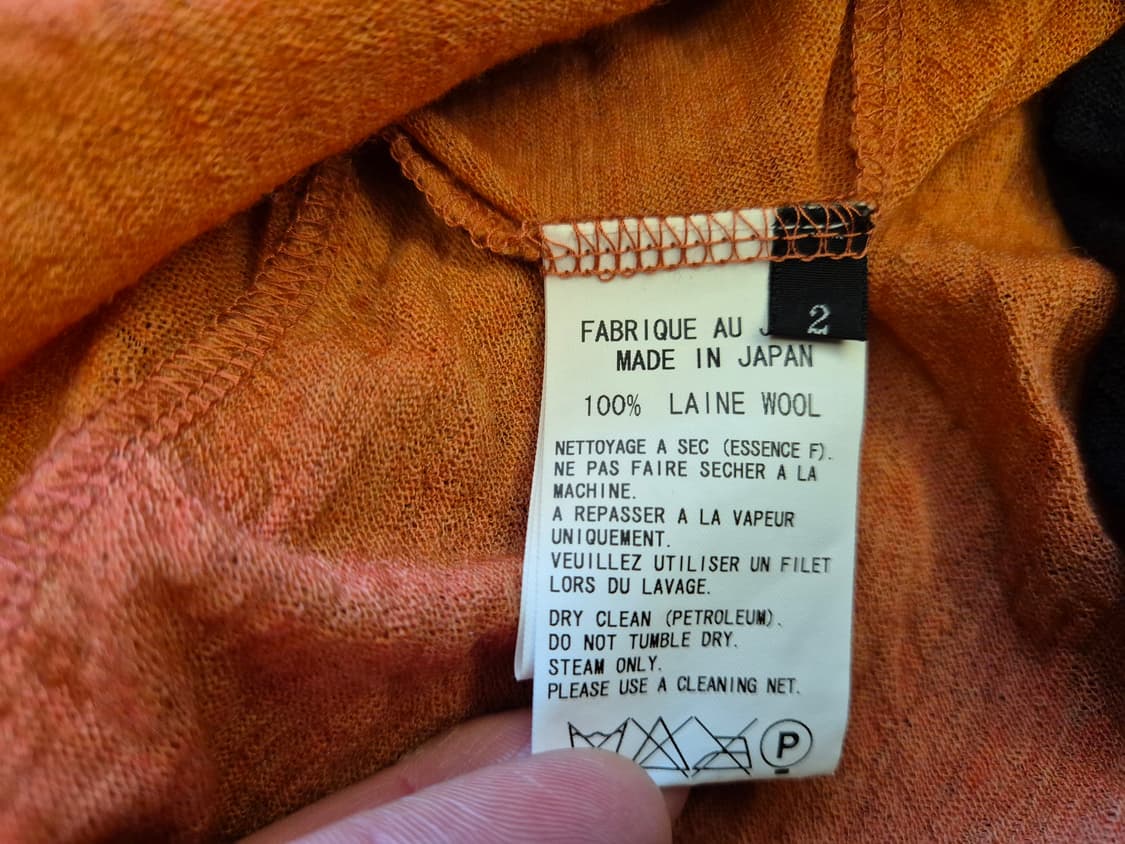 2
FABRIQUE AU
MADE IN JAPAN
100% LAINE WOOL
NETTOYAGE A SEC (ESSENCE F).
NE PAS FAIRE SECHER A LA
MACHINE.
A REPASSER A LA VAPEUR
UNIQUEMENT.
VEUILLEZ UTILISER UN FILET
LORS DU LAVAGE.
DRY CLEAN (PETROLEUM).
DO NOT TUMBLE DRY.
STEAM ONLY.
PLEASE USE A CLEANING NET.
P